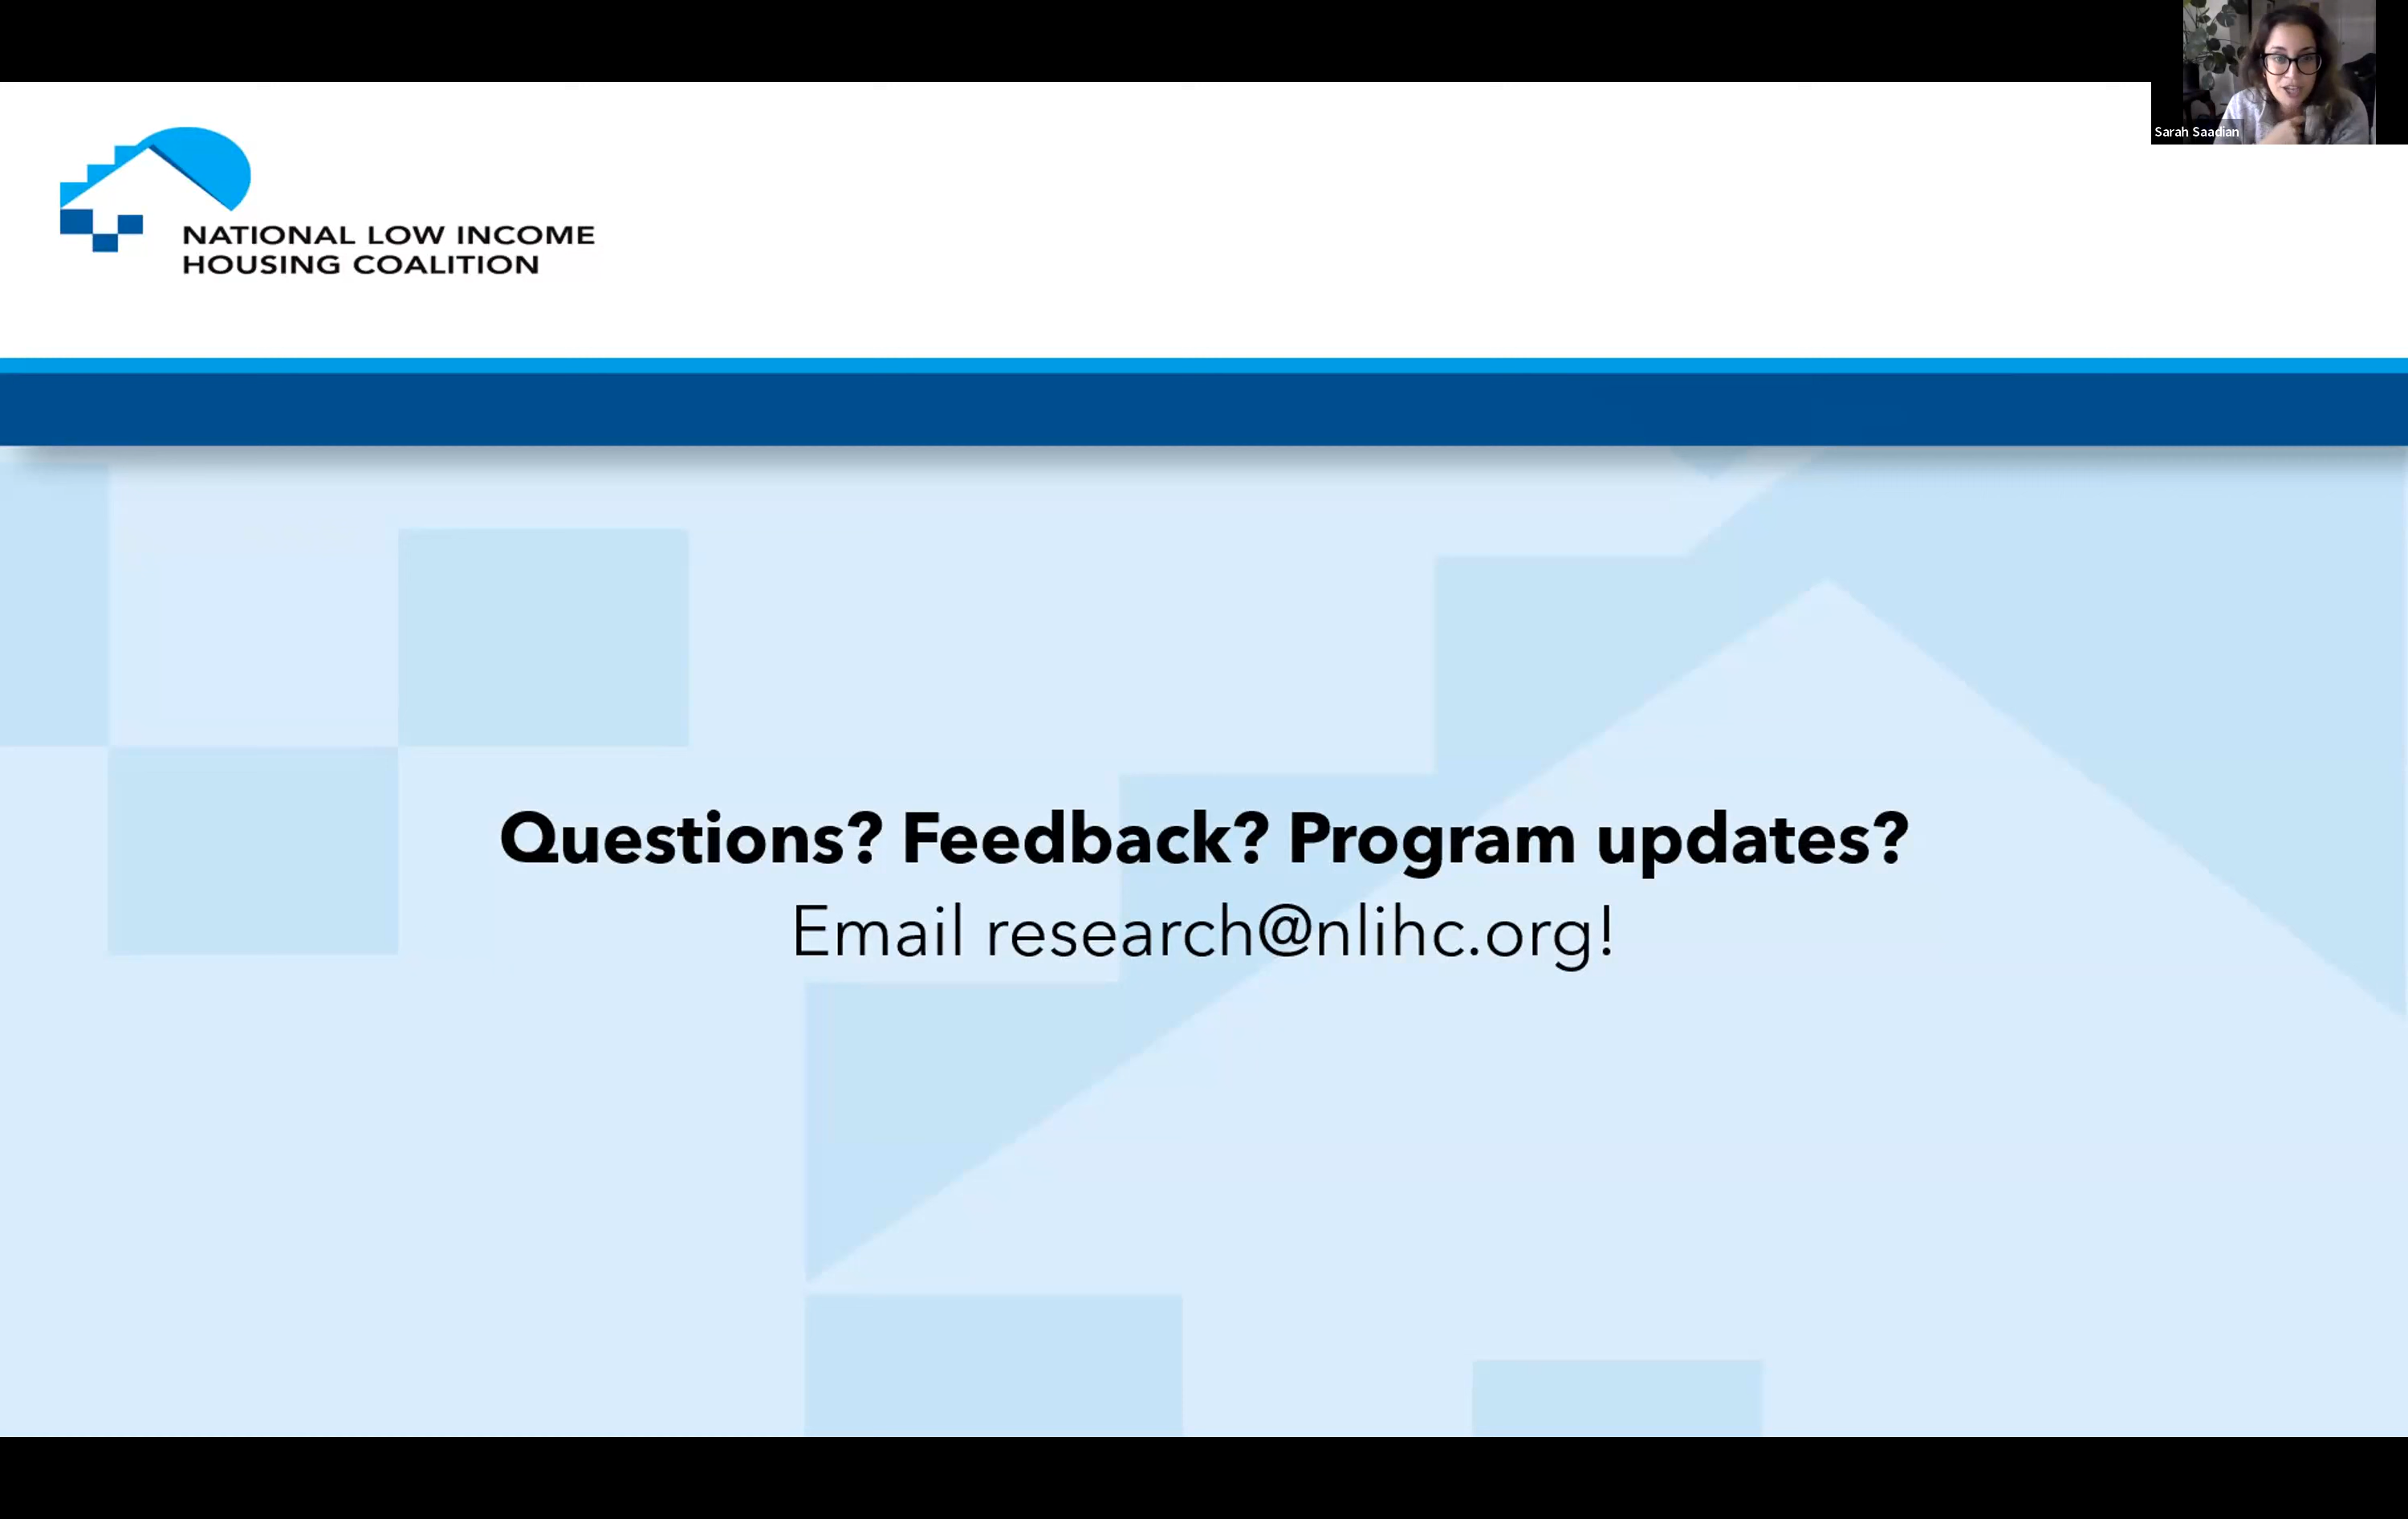 Sarah Saadian
NATIONAL LOW INCOME
HOUSING COALITION
Questions? Feedback? Program updates?
Email research@nlihc.org!